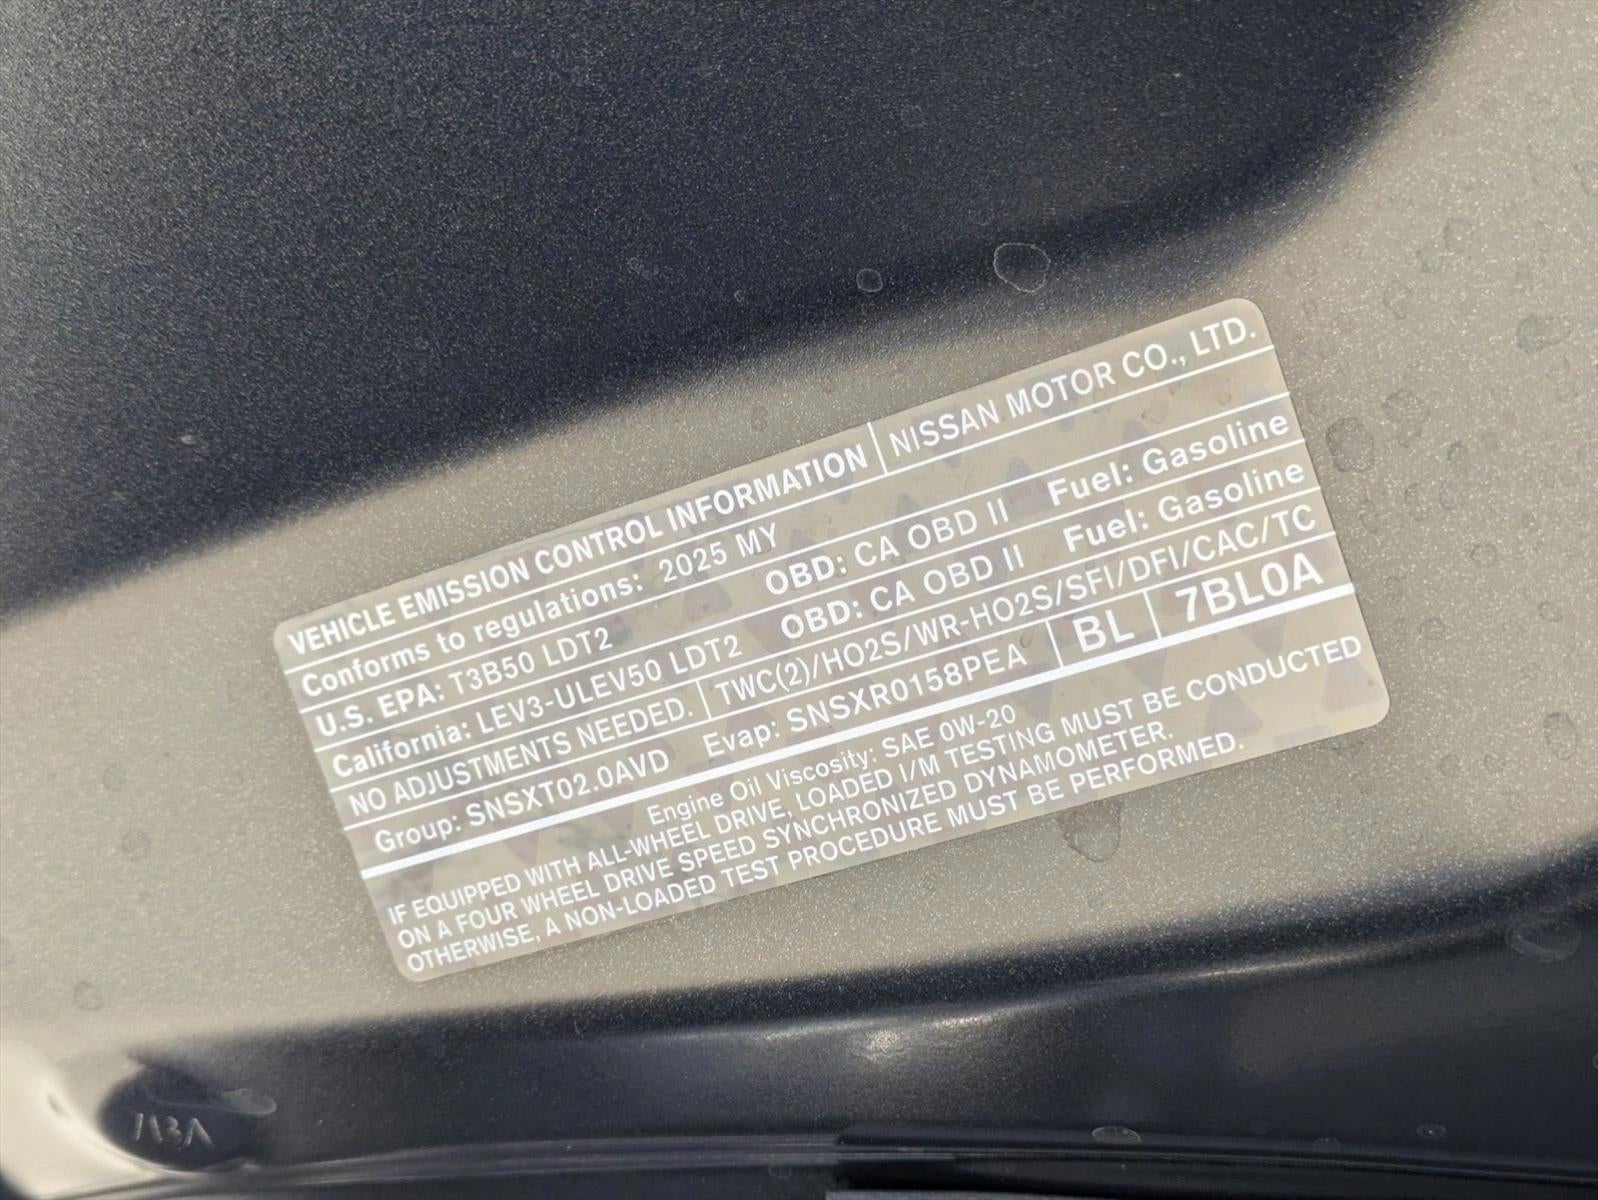 VEHICLE EMISSION CONTROL INFORMATION NISSAN MOTOR CO., LTD.
Conforms to regulations: 2025 MY
U.S. EPA: T3B50 LDT2 OBD: CA OBD II Fuel: Gasoline
California: LEV3-ULEV50 LDT2 OBD: CA OBD II Fuel: Gasoline
NO ADJUSTMENTS NEEDED. TWC(2)/HO2S/WR-HO2S/SFI/DFI/CAC/TC
Group: SNSXT02.0AVD Evap: SNSXR0158PEA BL 7BL0A
Engine Oil Viscosity: SAE 0W-20
IF EQUIPPED WITH ALL-WHEEL DRIVE, LOADED I/M TESTING MUST BE CONDUCTED
ON A FOUR WHEEL DRIVE SPEED SYNCHRONIZED DYNAMOMETER.
OTHERWISE, A NON-LOADED TEST PROCEDURE MUST BE PERFORMED.